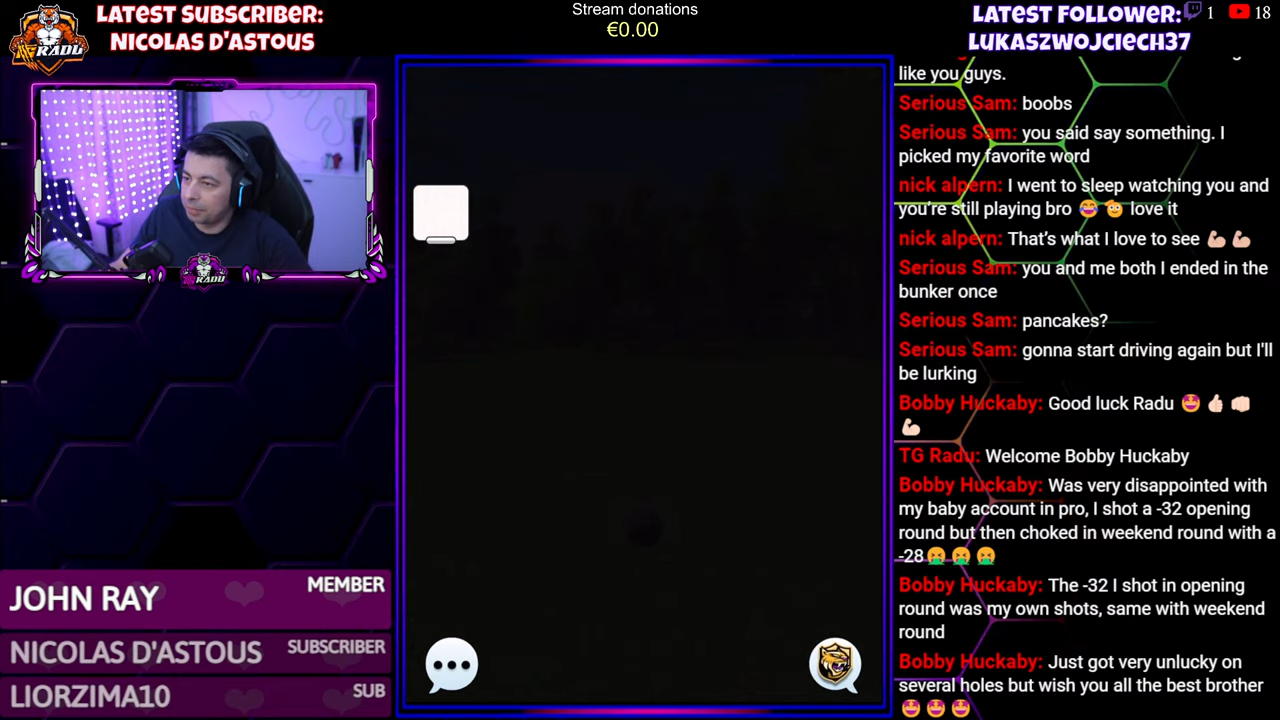 LATEST SUBSCRIBER:
NICOLAS D'ASTOUS
RADU
Stream donations
€0.00
LATEST FOLLOWER:
LUKASZWOJCIECH37
1
18
RADU
JOHN RAY
MEMBER
NICOLAS D'ASTOUS
SUBSCRIBER
LIORZIMA10
SUB
like you guys.
Serious Sam: boobs
Serious Sam: you said say something. I
picked my favorite word
nick alpern: I went to sleep watching you and
you're still playing bro 😂 🫡 love it
nick alpern: That's what I love to see 💪🏻 💪🏻
Serious Sam: you and me both I ended in the
bunker once
Serious Sam: pancakes?
Serious Sam: gonna start driving again but I'll
be lurking
Bobby Huckaby: Good luck Radu 🤩 👍🏻 👊🏻
💪🏻
TG Radu: Welcome Bobby Huckaby
Bobby Huckaby: Was very disappointed with
my baby account in pro, I shot a -32 opening
round but then choked in weekend round with a
-28 🤮 🤮 🤮
Bobby Huckaby: The -32 I shot in opening
round was my own shots, same with weekend
round
Bobby Huckaby: Just got very unlucky on
several holes but wish you all the best brother
🤩 🤩 🤩